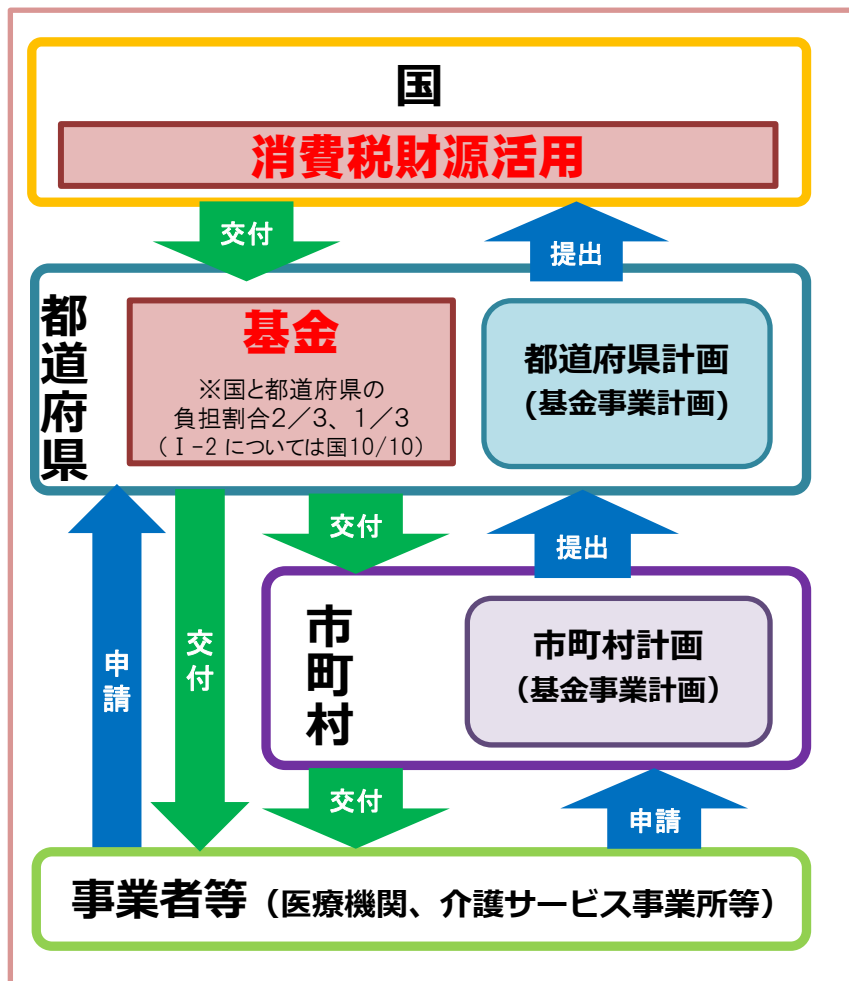 国
消費税財源活用
交付
提出
都道府県
基金
※国と都道府県の
負担割合2/3、1/3
(Ⅰ-2については国10/10)
都道府県計画
(基金事業計画)
交付
提出
申請
交付
市町村
市町村計画
(基金事業計画)
交付
申請
事業者等(医療機関、介護サービス事業所等)